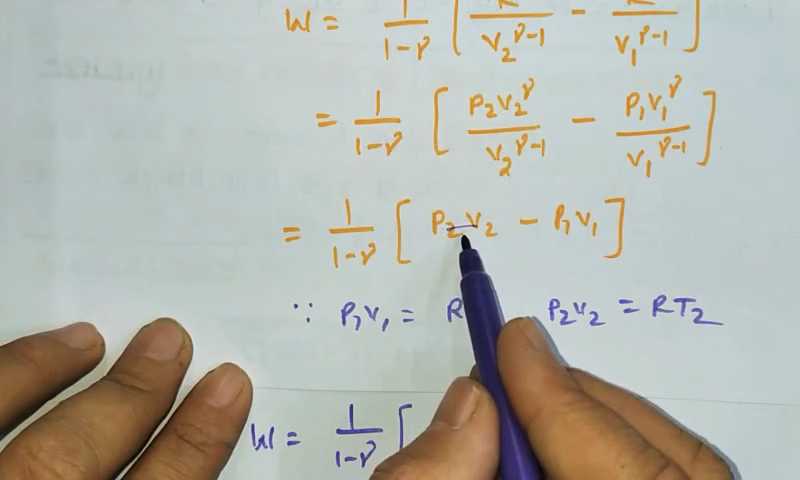 W = 1/1-γ [ K/V₂^γ-1 - K/V₁^γ-1 ]
= 1/1-γ [ P₂V₂^γ/V₂^γ-1 - P₁V₁^γ/V₁^γ-1 ]
= 1/1-γ [ P₂V₂ - P₁V₁ ]
∵ P₁V₁ = R P₂V₂ = RT₂
W = 1/1-γ [